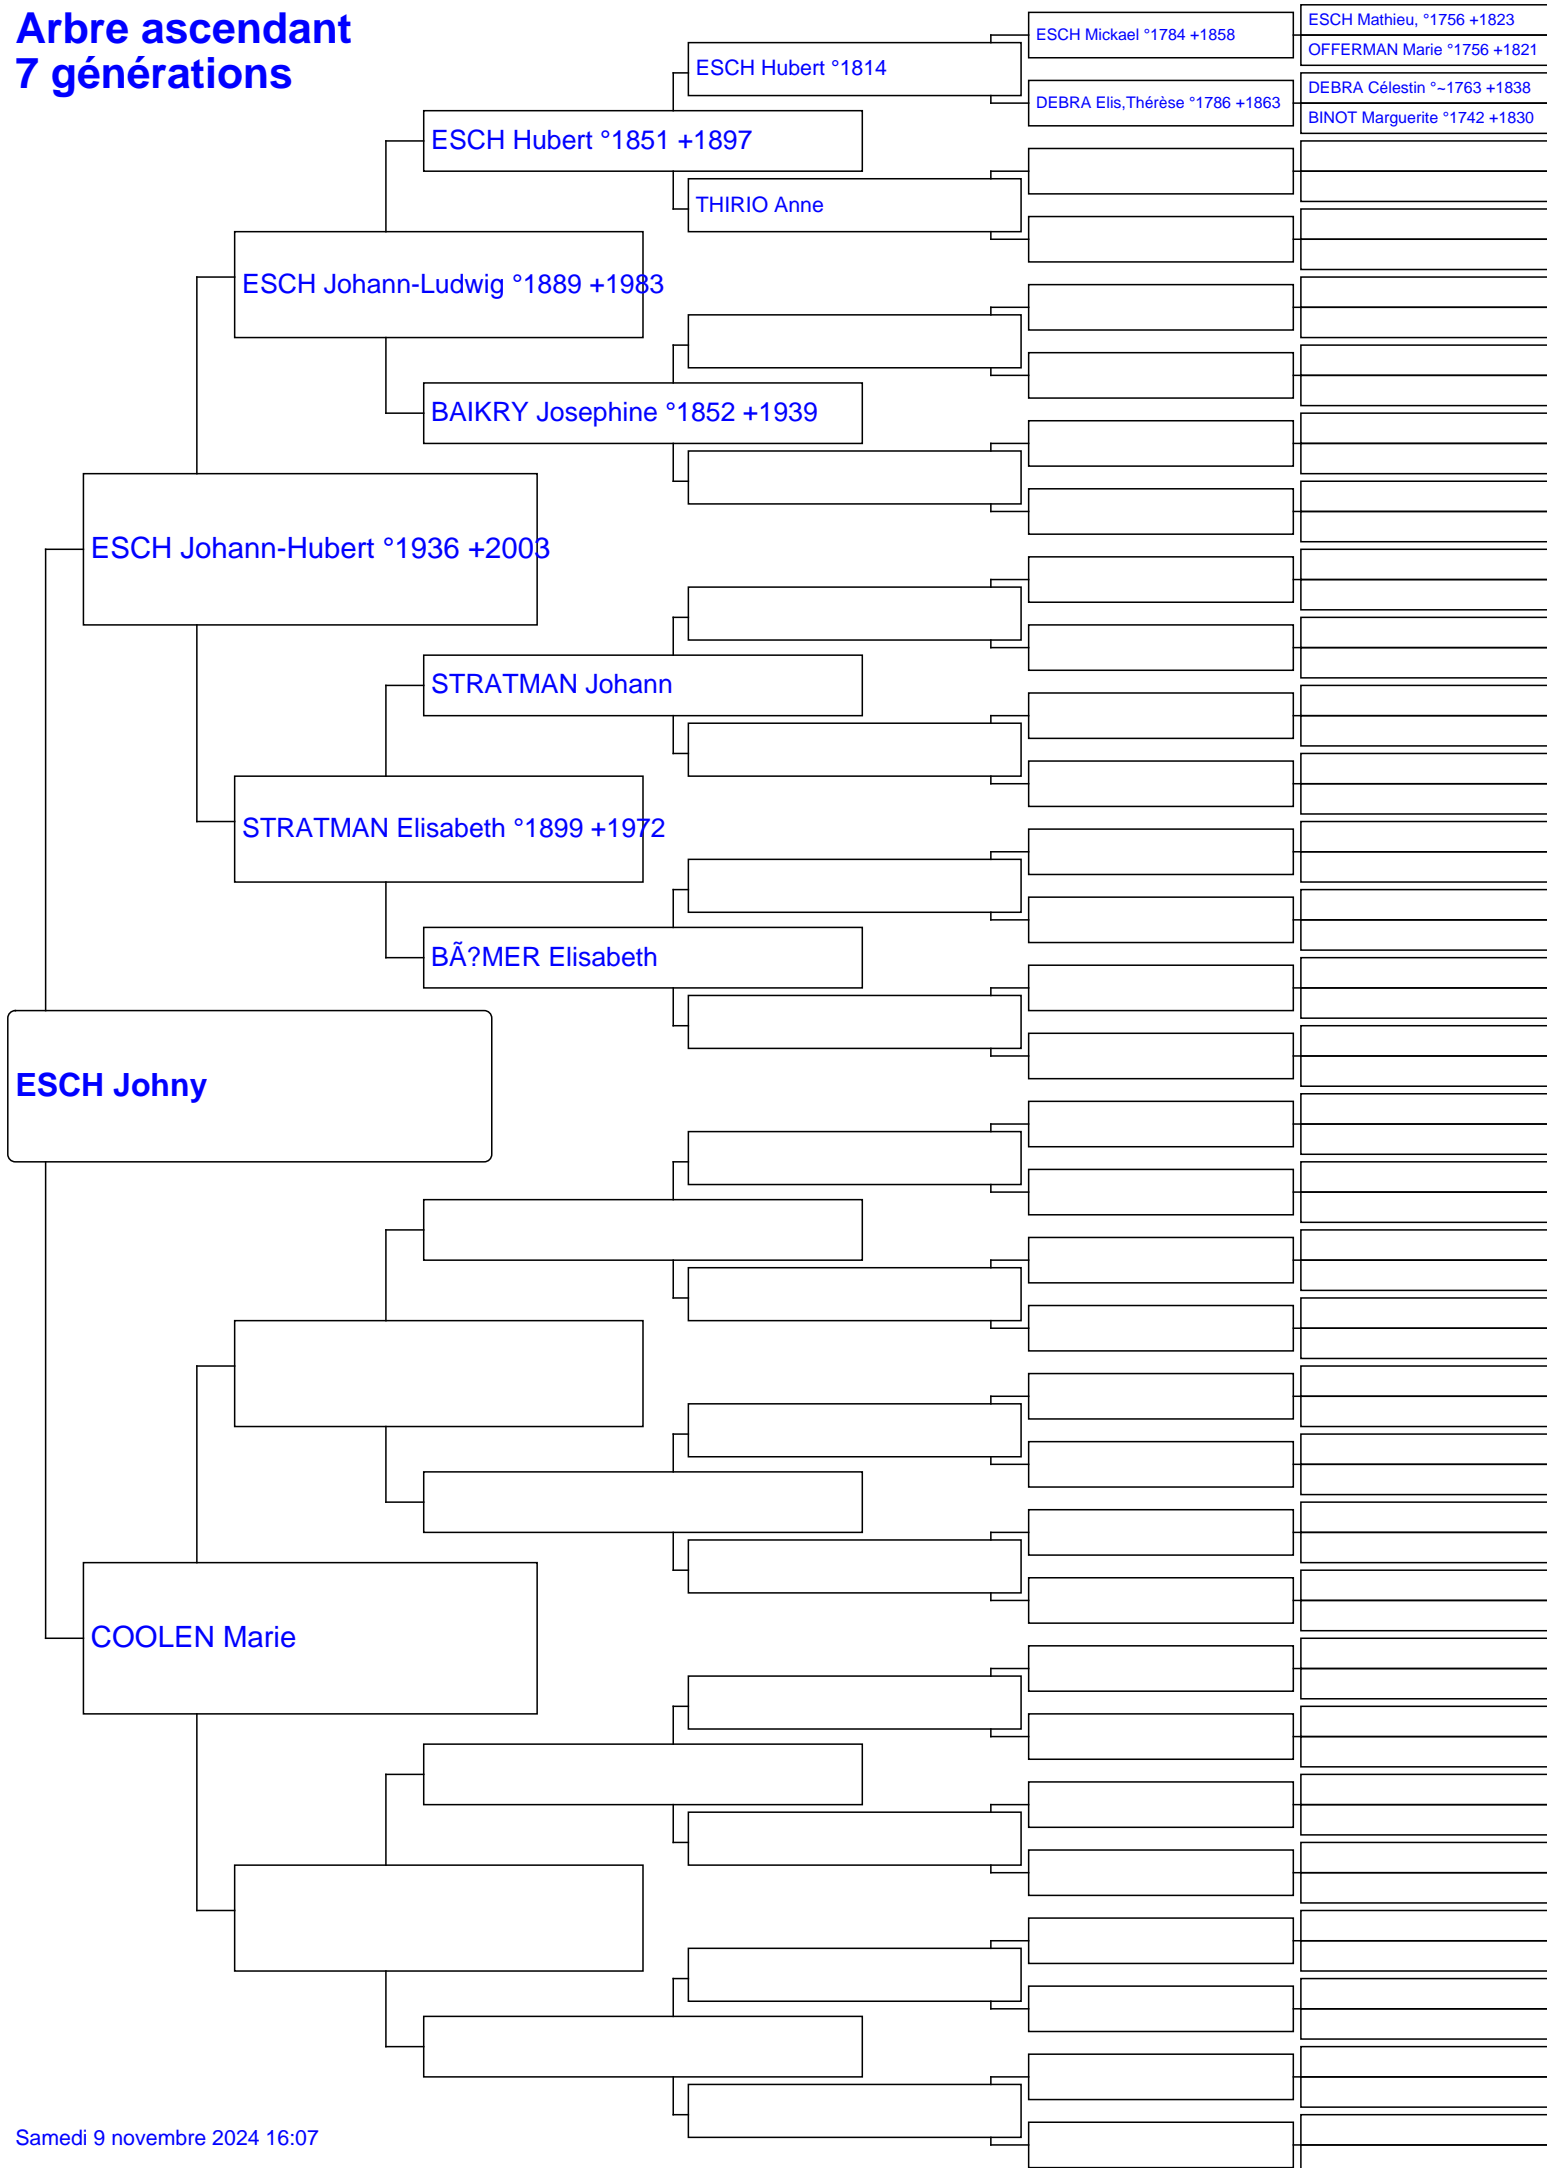 Arbre ascendant
7 générations
ESCH Mickael °1784 +1858
ESCH Mathieu, °1756 +1823
OFFERMAN Marie °1756 +1821
ESCH Hubert °1814
DEBRA Elis,Thérèse °1786 +1863
DEBRA Célestin °~1763 +1838
BINOT Marguerite °1742 +1830
ESCH Hubert °1851 +1897
THIRIO Anne
ESCH Johann-Ludwig °1889 +1983
BAIKRY Josephine °1852 +1939
ESCH Johann-Hubert °1936 +2003
STRATMAN Johann
STRATMAN Elisabeth °1899 +1972
BÃ?MER Elisabeth
ESCH Johny
COOLEN Marie
Samedi 9 novembre 2024 16:07